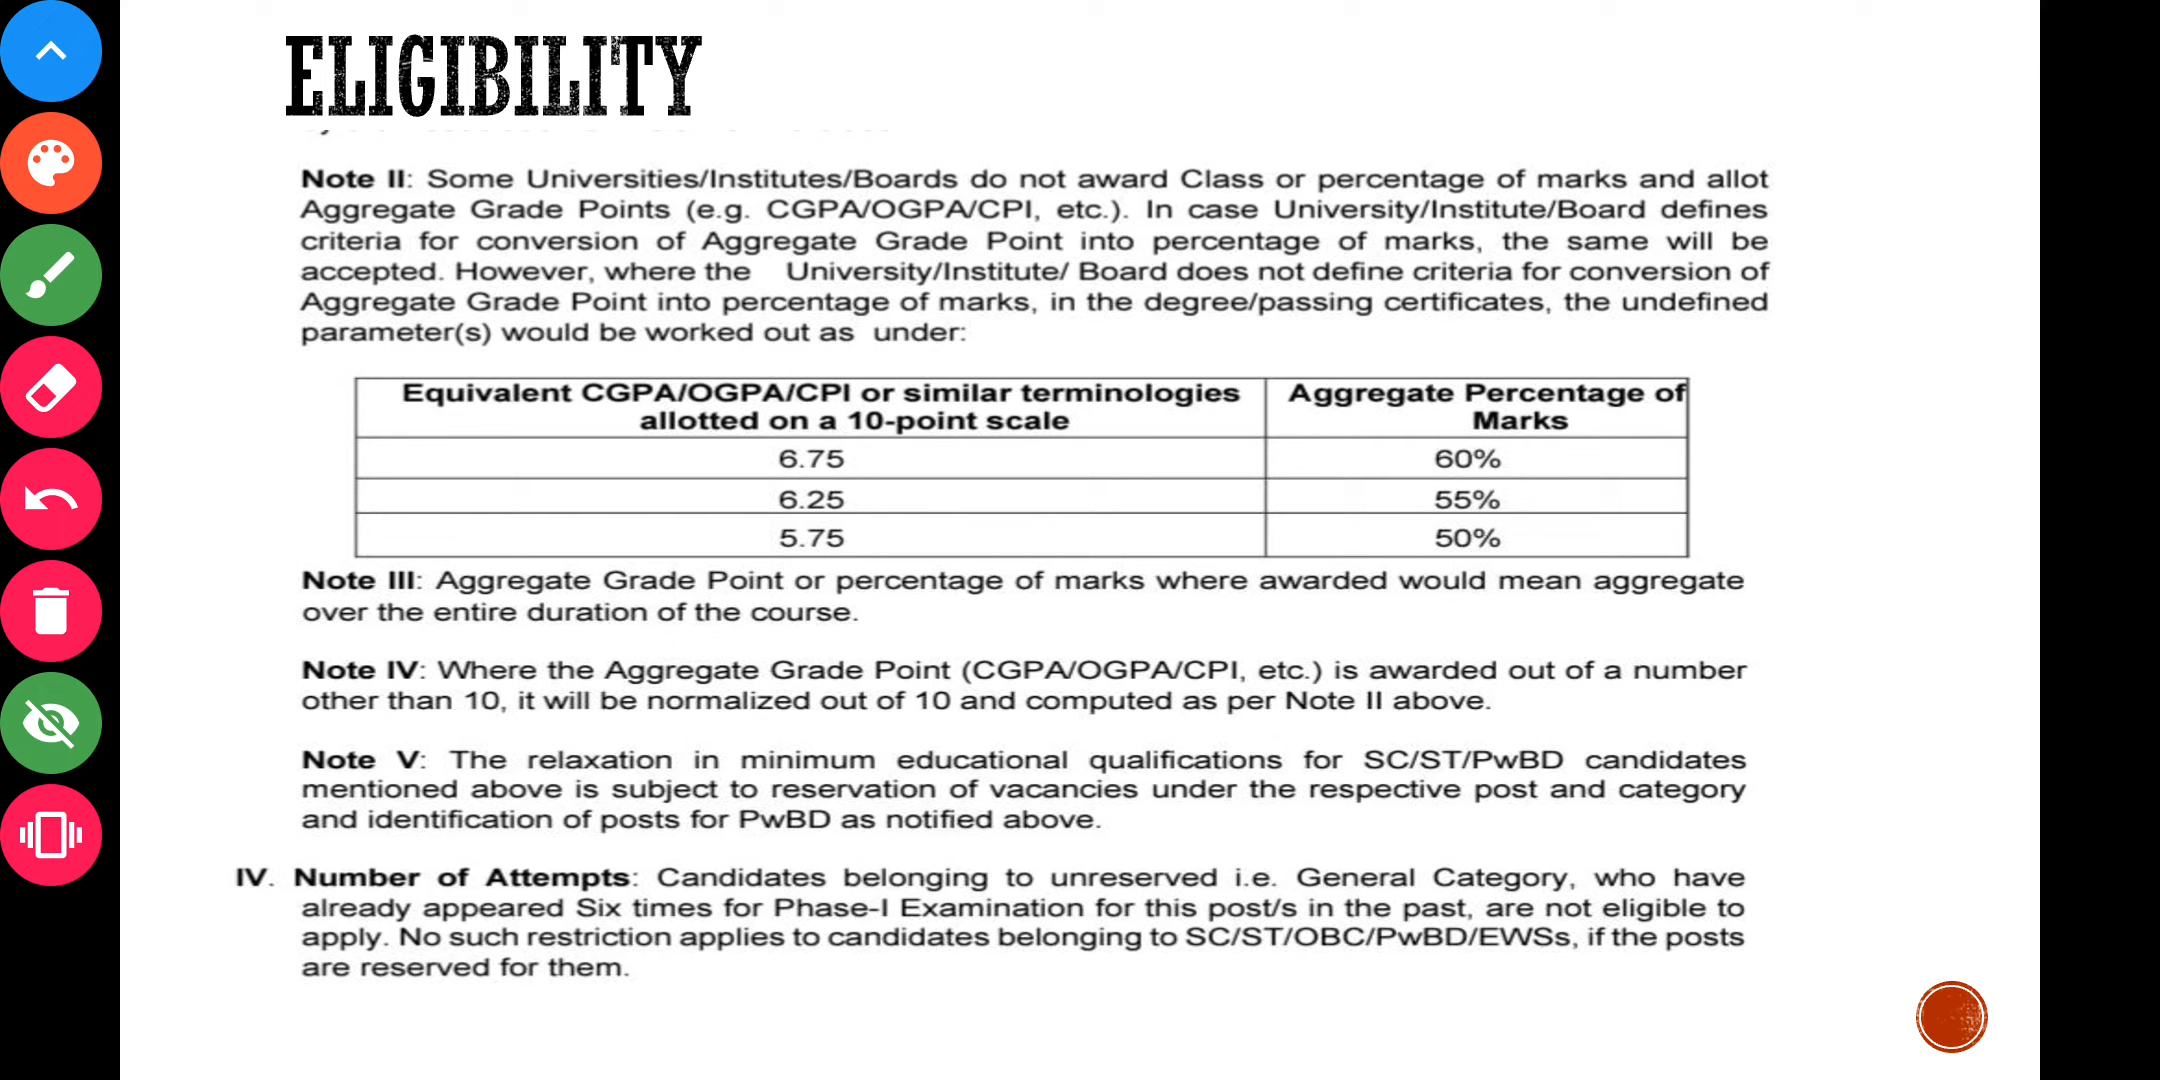 ELIGIBILITY
Note II: Some Universities/Institutes/Boards do not award Class or percentage of marks and allot
Aggregate Grade Points (e.g. CGPA/OGPA/CPI, etc.). In case University/Institute/Board defines
criteria for conversion of Aggregate Grade Point into percentage of marks, the same will be
accepted. However, where the University/Institute/ Board does not define criteria for conversion of
Aggregate Grade Point into percentage of marks, in the degree/passing certificates, the undefined
parameter(s) would be worked out as under:
Equivalent CGPA/OGPA/CPI or similar terminologies
allotted on a 10-point scale
Aggregate Percentage of
Marks
6.75 60%
6.25 55%
5.75 50%
Note III: Aggregate Grade Point or percentage of marks where awarded would mean aggregate
over the entire duration of the course.
Note IV: Where the Aggregate Grade Point (CGPA/OGPA/CPI, etc.) is awarded out of a number
other than 10, it will be normalized out of 10 and computed as per Note II above.
Note V: The relaxation in minimum educational qualifications for SC/ST/PwBD candidates
mentioned above is subject to reservation of vacancies under the respective post and category
and identification of posts for PwBD as notified above.
IV. Number of Attempts: Candidates belonging to unreserved i.e. General Category, who have
already appeared Six times for Phase-I Examination for this post/s in the past, are not eligible to
apply. No such restriction applies to candidates belonging to SC/ST/OBC/PwBD/EWSs, if the posts
are reserved for them.